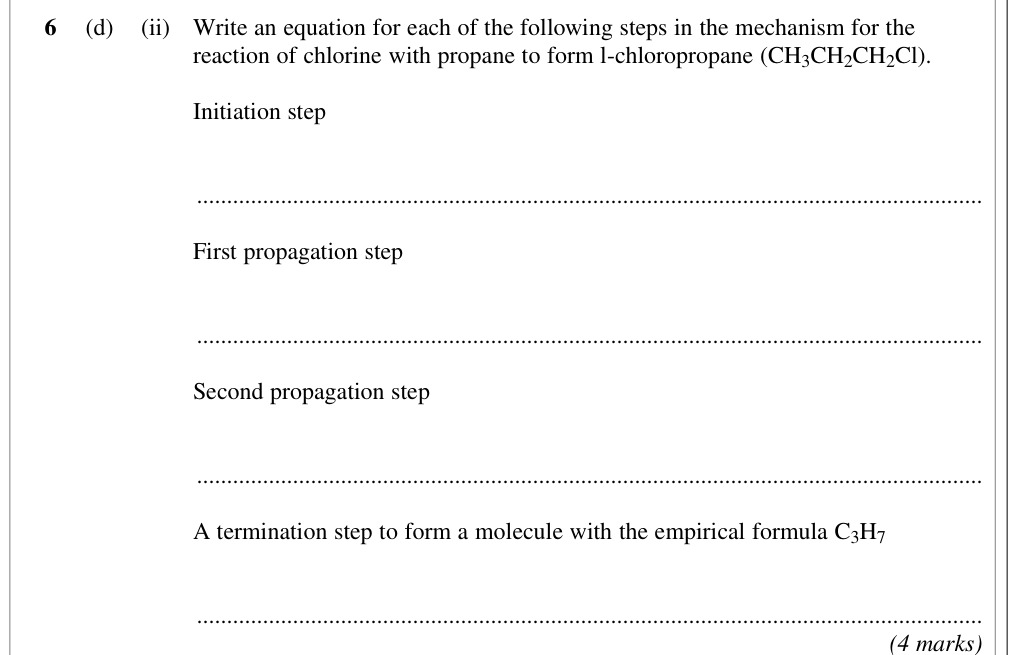 6 (d) (ii) Write an equation for each of the following steps in the mechanism for the
reaction of chlorine with propane to form l-chloropropane (CH₃CH₂CH₂Cl).
Initiation step
................................................................................................................................
First propagation step
................................................................................................................................
Second propagation step
................................................................................................................................
A termination step to form a molecule with the empirical formula C₃H₇
................................................................................................................................
(4 marks)